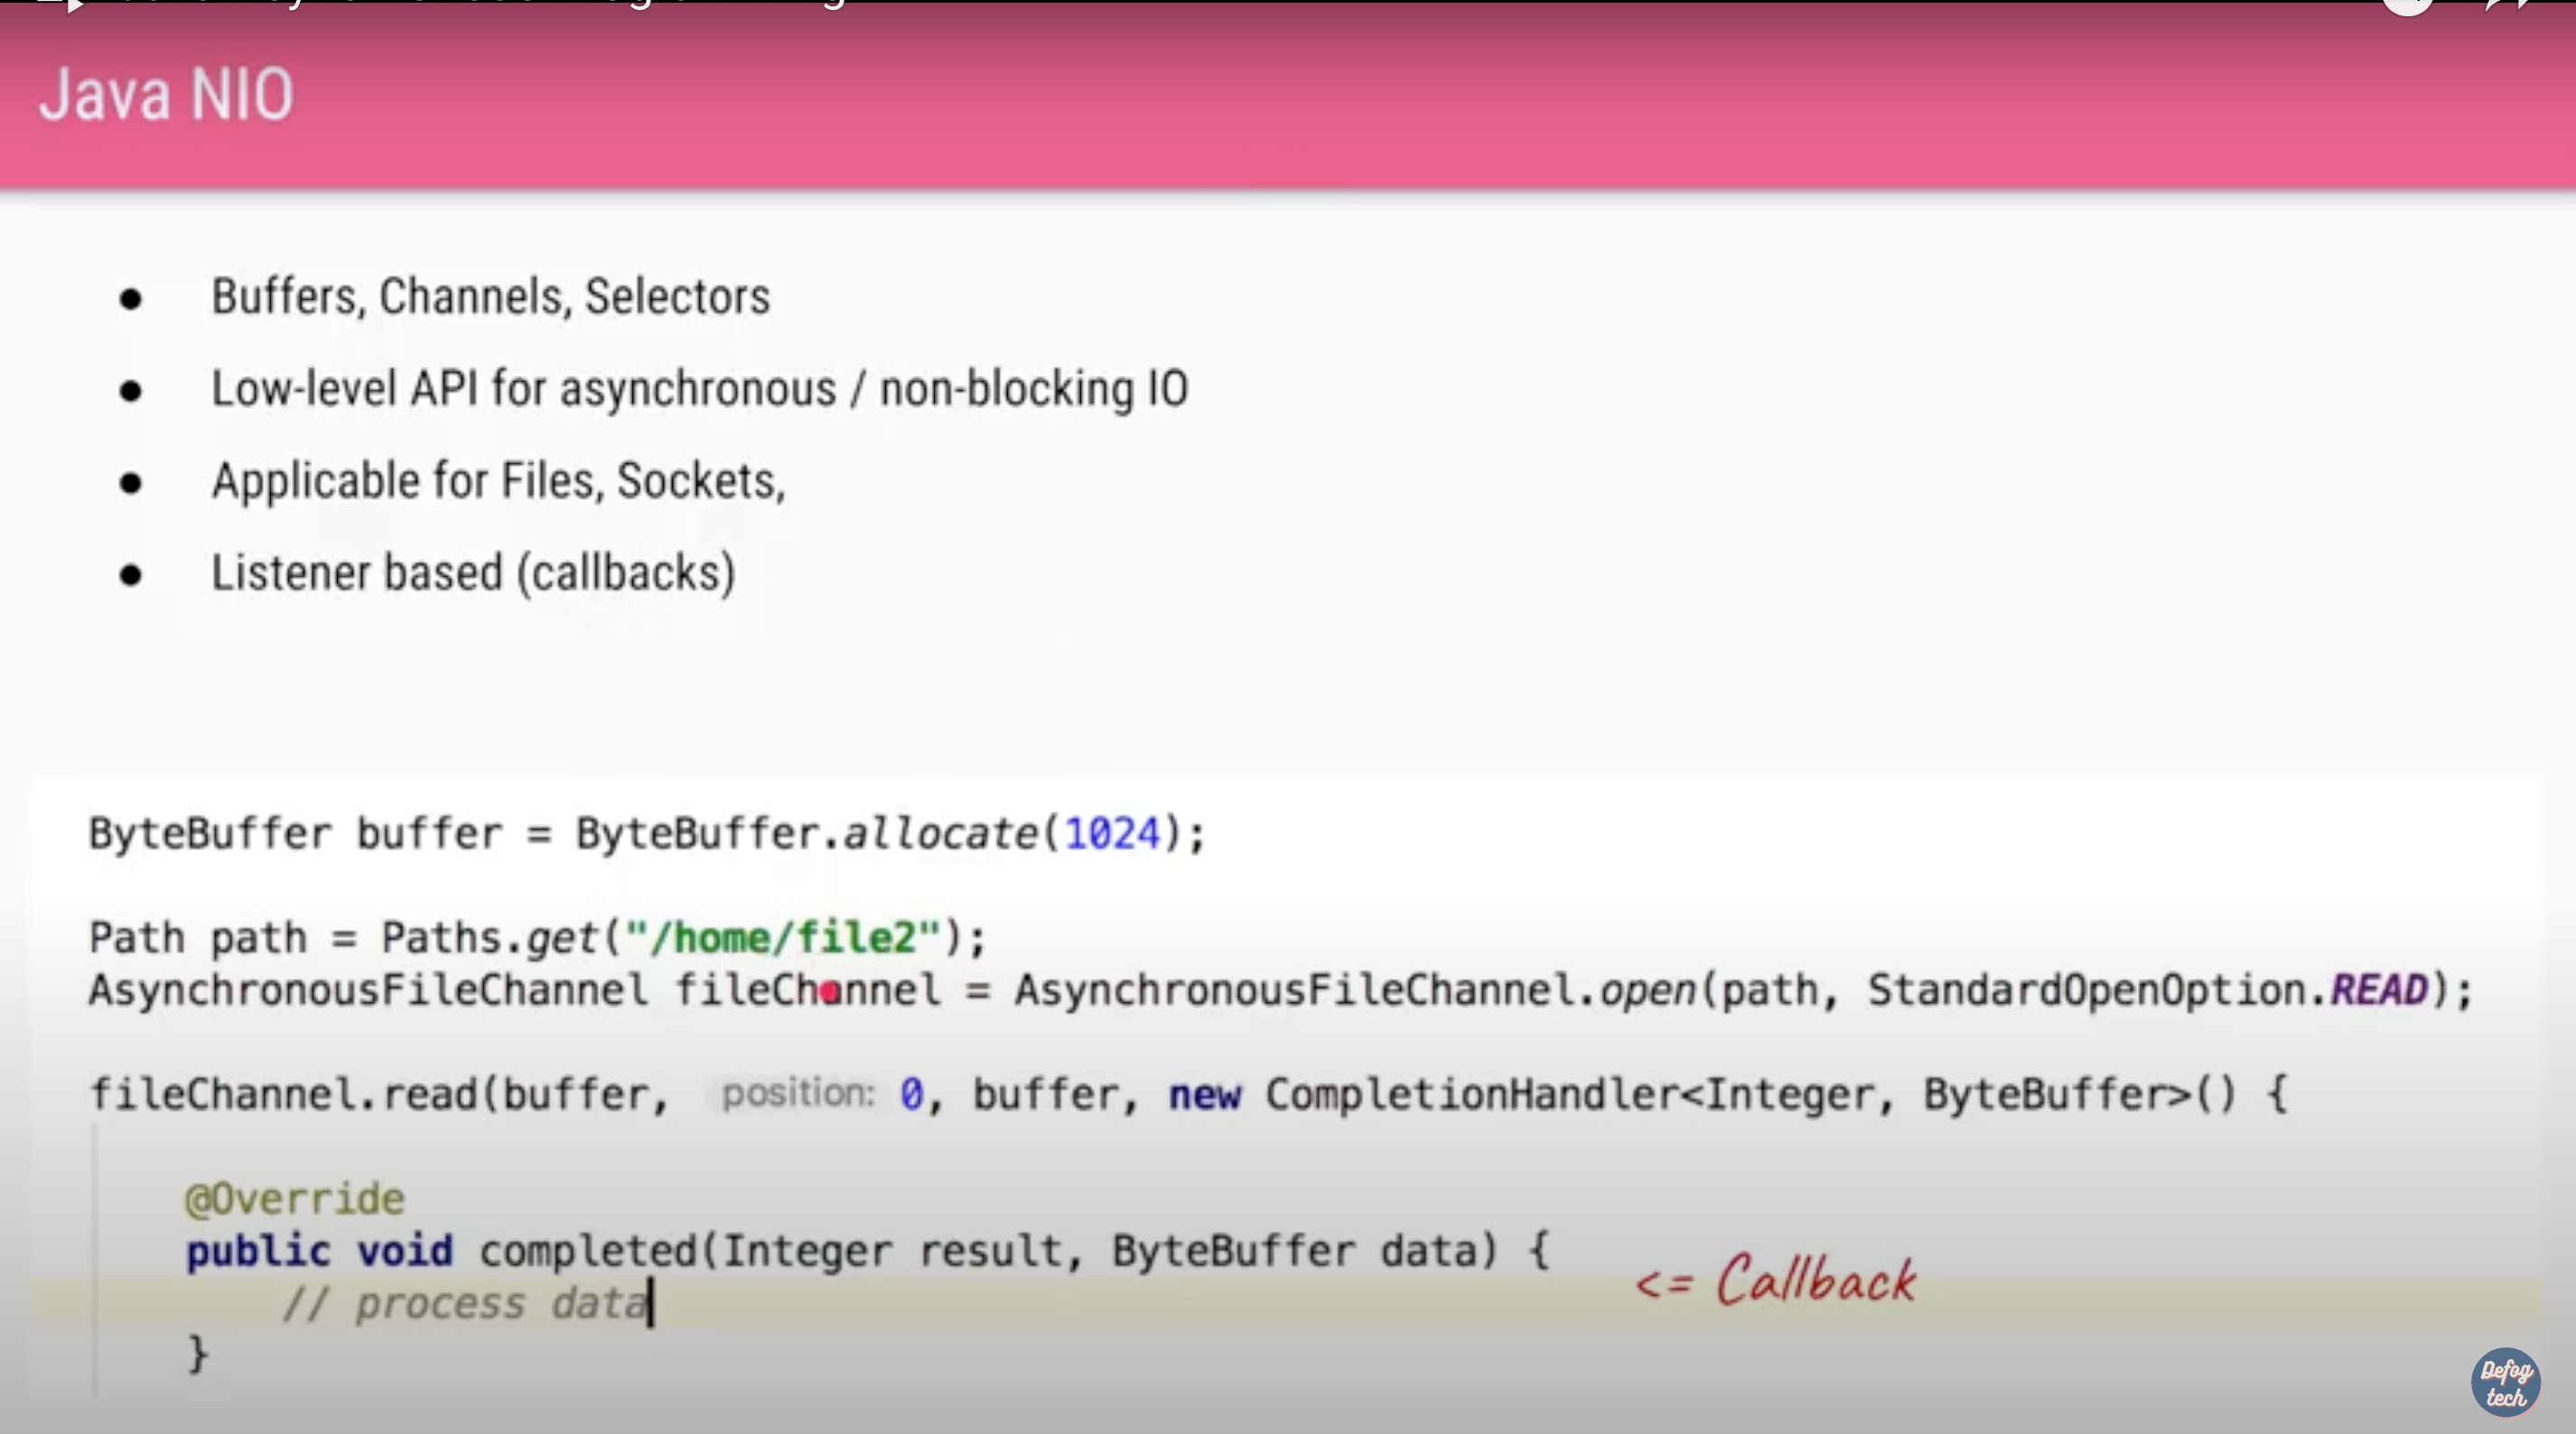 Java NIO
● Buffers, Channels, Selectors
● Low-level API for asynchronous / non-blocking IO
● Applicable for Files, Sockets,
● Listener based (callbacks)
ByteBuffer buffer = ByteBuffer.allocate(1024);
Path path = Paths.get("/home/file2");
AsynchronousFileChannel fileChannel = AsynchronousFileChannel.open(path, StandardOpenOption.READ);
fileChannel.read(buffer, position: 0, buffer, new CompletionHandler<Integer, ByteBuffer>() {
@Override
public void completed(Integer result, ByteBuffer data) {
<= Callback
// process data
}
Defog
tech